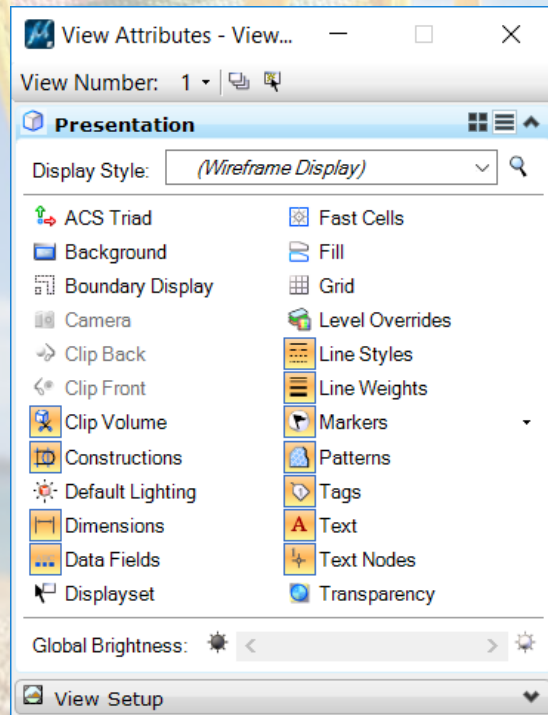 View Attributes - View...
View Number: 1
Presentation
Display Style: (Wireframe Display)
ACS Triad
Background
Boundary Display
Camera
Clip Back
Clip Front
Clip Volume
Constructions
Default Lighting
Dimensions
Data Fields
Displayset
Fast Cells
Fill
Grid
Level Overrides
Line Styles
Line Weights
Markers
Patterns
Tags
Text
Text Nodes
Transparency
Global Brightness:
View Setup